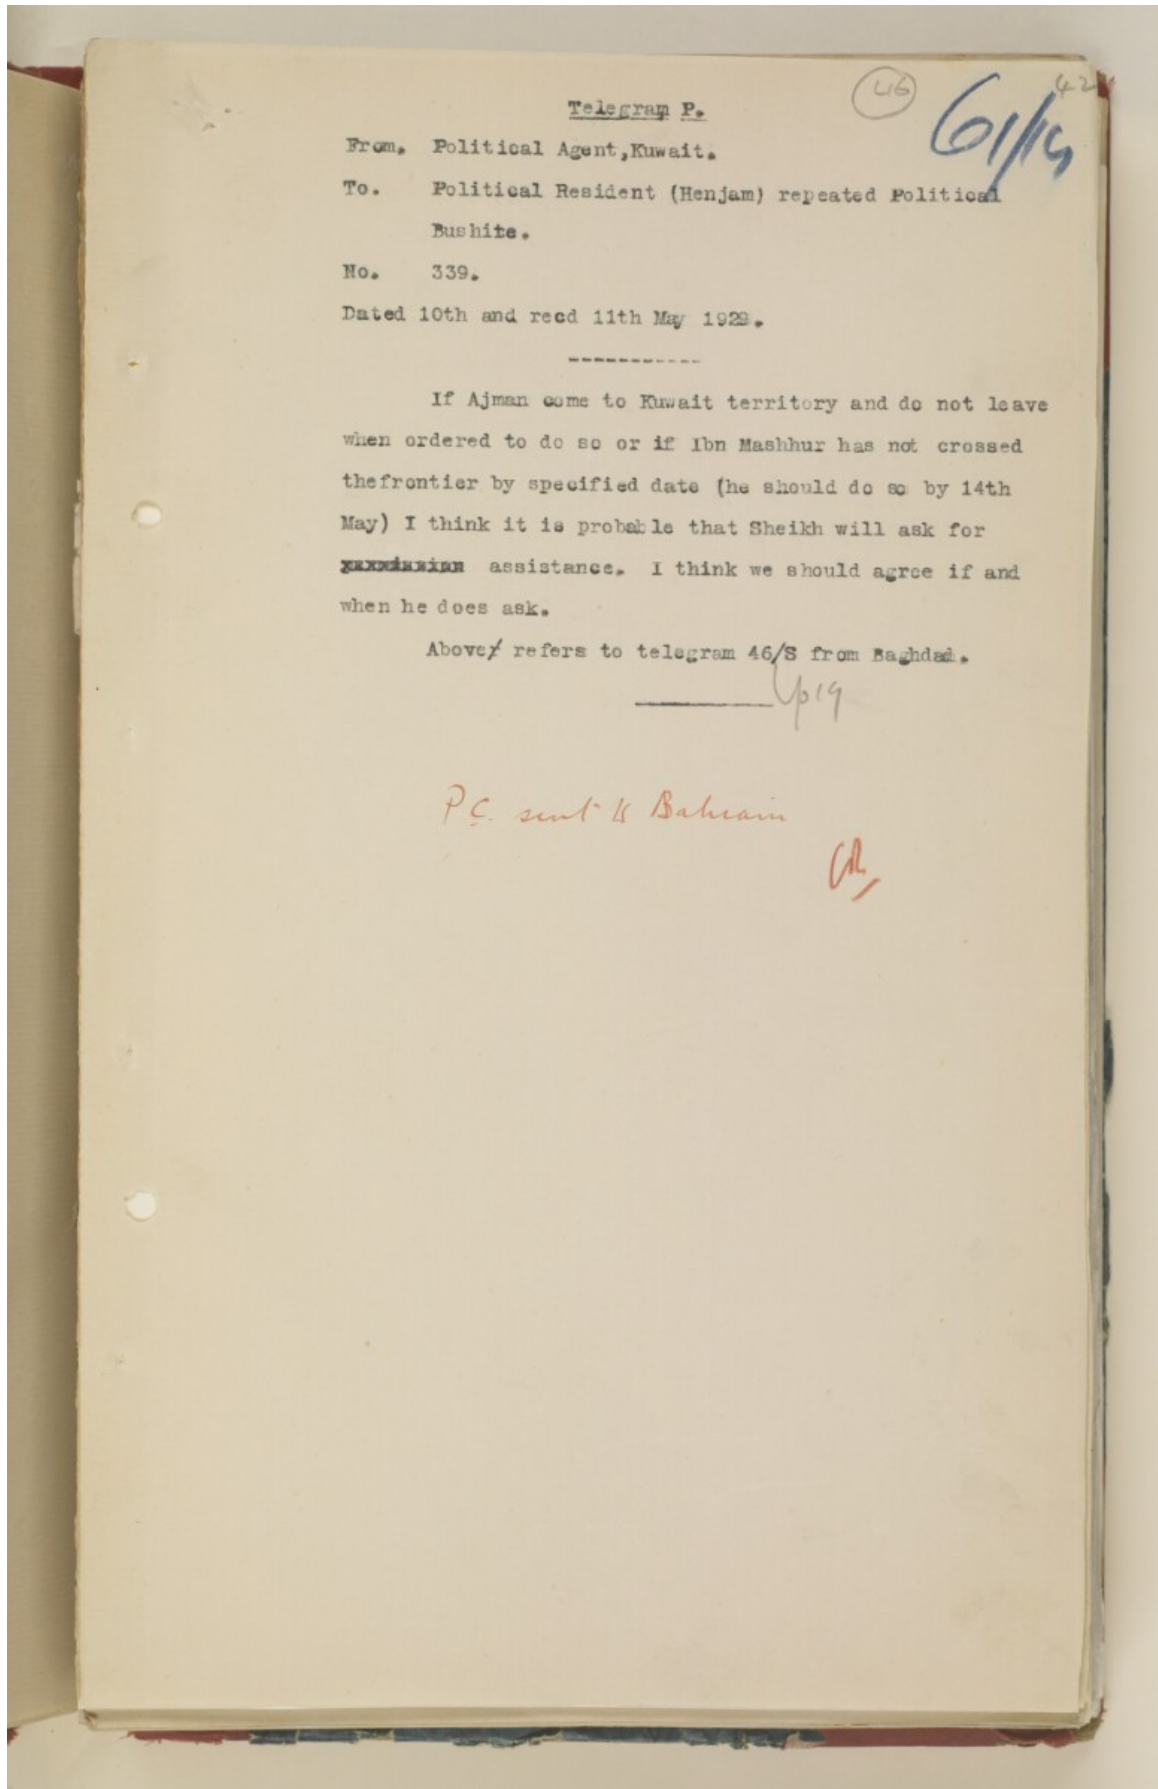 46
42
61/14
Telegram P.
From. Political Agent,Kuwait.
To. Political Resident (Henjam) repeated Political
Bushite.
No. 339.
Dated 10th and recd 11th May 1929.
-----------
If Ajman come to Kuwait territory and do not leave
when ordered to do so or if Ibn Mashhur has not crossed
thefrontier by specified date (he should do so by 14th
May) I think it is probable that Sheikh will ask for
assistance. I think we should agree if and
when he does ask.
Above refers to telegram 46/S from Baghdad.
p19
P.C. sent to Bahrain